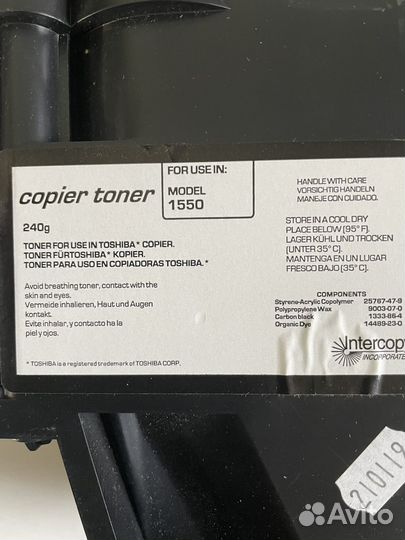 copier toner
FOR USE IN:
MODEL
1550
240g
TONER FOR USE IN TOSHIBA* COPIER.
TONER FÜRTOSHIBA* KOPIER.
TONER PARA USO EN COPIADORAS TOSHIBA.*
Avoid breathing toner, contact with the
skin and eyes.
Vermeide inhalieren, Haut und Augen
kontakt.
Evite inhalar, y contacto ha la
piel y ojos.
* TOSHIBA is a registered trademark of TOSHIBA CORP.
HANDLE WITH CARE
VORSICHTIG HANDELN
MANEJE CON CUIDADO.
STORE IN A COOL DRY
PLACE BELOW (95°F).
LAGER KÜHL UND TROCKEN
(UNTER 35°C).
MANTENGA EN UN LUGAR
FRESCO BAJO (35°C).
COMPONENTS
Styrene-Acrylic Copolymer 25767-47-9
Polypropylene Wax 9003-07-0
Carbon black 1333-86-4
Organic Dye 14489-23-0
Intercopy
INCORPORATE
210119
Avito